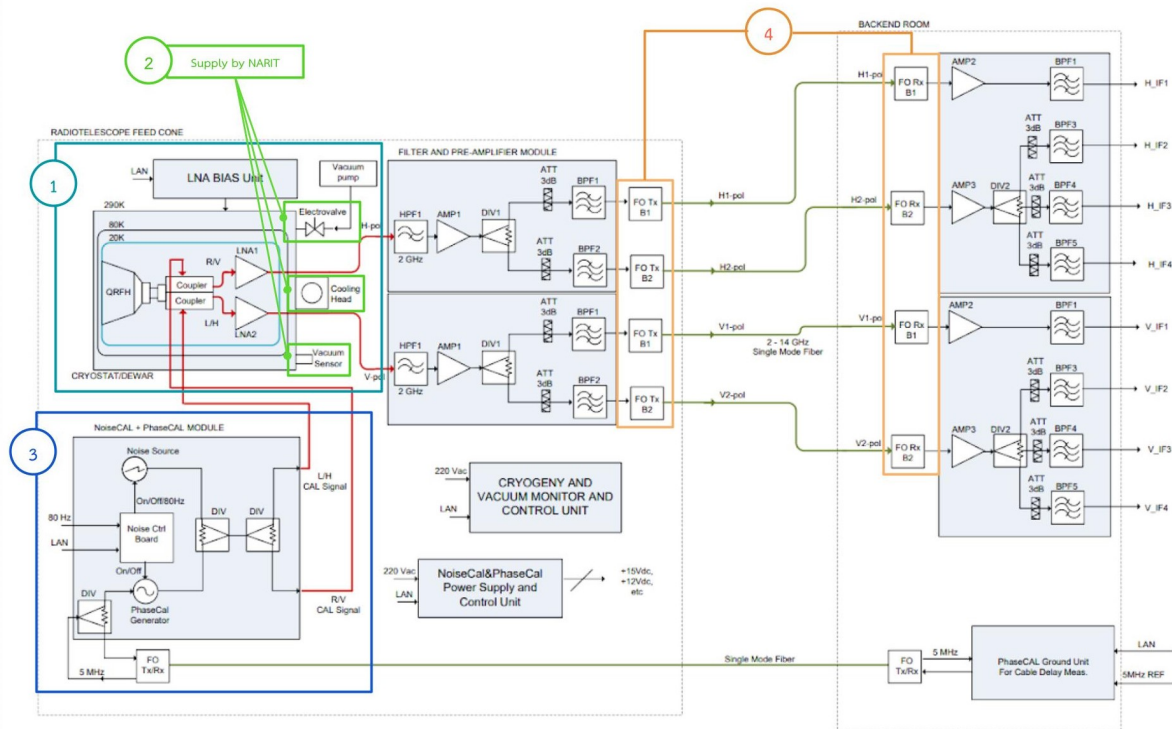 BACKEND ROOM
4
2
Supply by NARIT
RADIOTELESCOPE FEED CONE
1
LAN
LNA BIAS Unit
Vacuum
pump
290K
80K
20K
Electrovalve
H-pol
R/V
LNA1
QRFH
Coupler
Coupler
L/H
LNA2
Cooling
Head
Vacuum
Sensor
V-pol
CRYOSTAT/DEWAR
FILTER AND PRE-AMPLIFIER MODULE
HPF1
2 GHz
AMP1
DIV1
ATT
3dB
BPF1
ATT
3dB
BPF2
HPF1
2 GHz
AMP1
DIV1
ATT
3dB
BPF1
ATT
3dB
BPF2
FO Tx
B1
FO Tx
B2
FO Tx
B1
FO Tx
B2
H1-pol
H2-pol
V1-pol
V2-pol
H1-pol
H2-pol
V1-pol
2 - 14 GHz
Single Mode Fiber
V2-pol
FO Rx
B1
FO Rx
B2
FO Rx
B1
FO Rx
B2
AMP2
BPF1
H_IF1
ATT
3dB
BPF3
H_IF2
AMP3
DIV2
ATT
3dB
BPF4
H_IF3
ATT
3dB
BPF5
H_IF4
AMP2
BPF1
V_IF1
ATT
3dB
BPF3
V_IF2
AMP3
DIV2
ATT
3dB
BPF4
V_IF3
ATT
3dB
BPF5
V_IF4
3
NoiseCAL + PhaseCAL MODULE
Noise Source
On/Off/80Hz
80 Hz
LAN
Noise Ctrl
Board
On/Off
DIV
DIV
DIV
PhaseCal
Generator
L/H
CAL Signal
R/V
CAL Signal
5 MHz
FO
Tx/Rx
220 Vac
LAN
CRYOGENY AND
VACUUM MONITOR AND
CONTROL UNIT
220 Vac
LAN
NoiseCal&PhaseCal
Power Supply and
Control Unit
+15Vdc,
+12Vdc,
etc
Single Mode Fiber
FO
Tx/Rx
5 MHz
PhaseCAL Ground Unit
For Cable Delay Meas.
LAN
5MHz REF